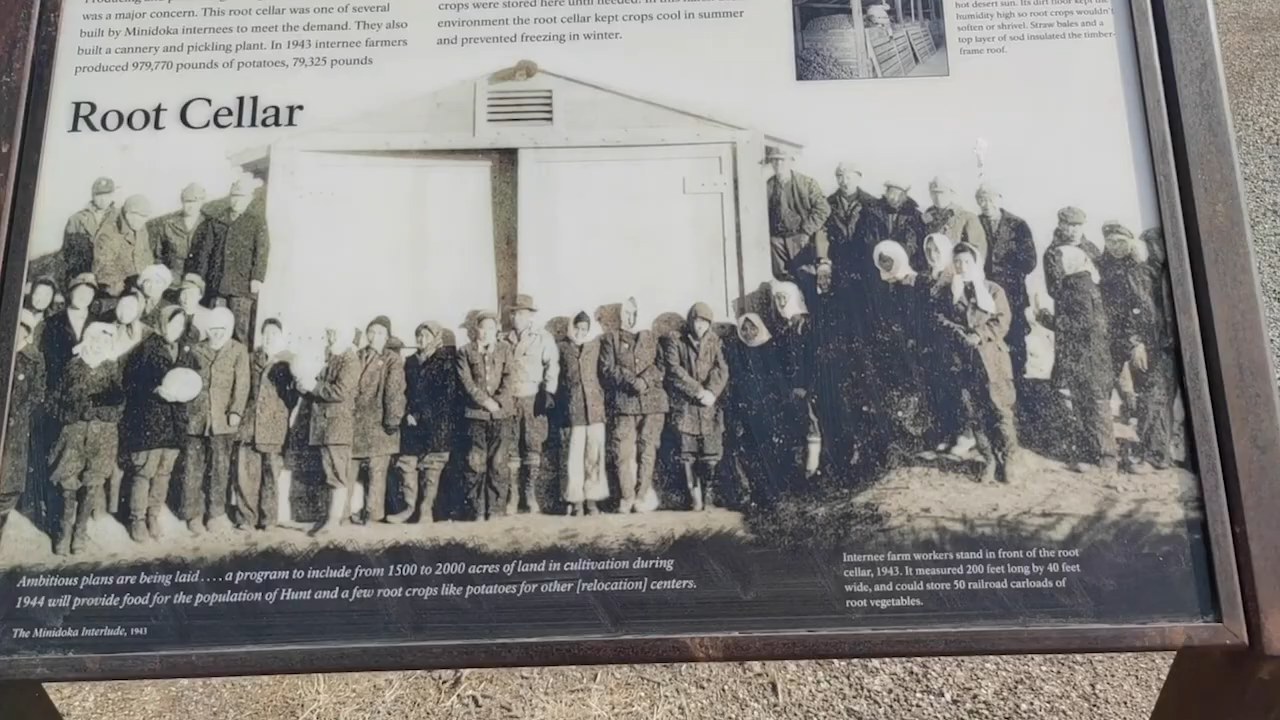 was a major concern. This root cellar was one of several
built by Minidoka internees to meet the demand. They also
built a cannery and pickling plant. In 1943 internee farmers
produced 979,770 pounds of potatoes, 79,325 pounds
crops were stored here until needed. In this
environment the root cellar kept crops cool in summer
and prevented freezing in winter.
hot desert sun. Its dirt floor kept the
humidity high so root crops wouldn't
soften or shrivel. Straw bales and a
top layer of sod insulated the timber-
frame roof.
Root Cellar
Ambitious plans are being laid . . . . a program to include from 1500 to 2000 acres of land in cultivation during
1944 will provide food for the population of Hunt and a few root crops like potatoes for other [relocation] centers.
The Minidoka Interlude, 1943
Internee farm workers stand in front of the root
cellar, 1943. It measured 200 feet long by 40 feet
wide, and could store 50 railroad carloads of
root vegetables.